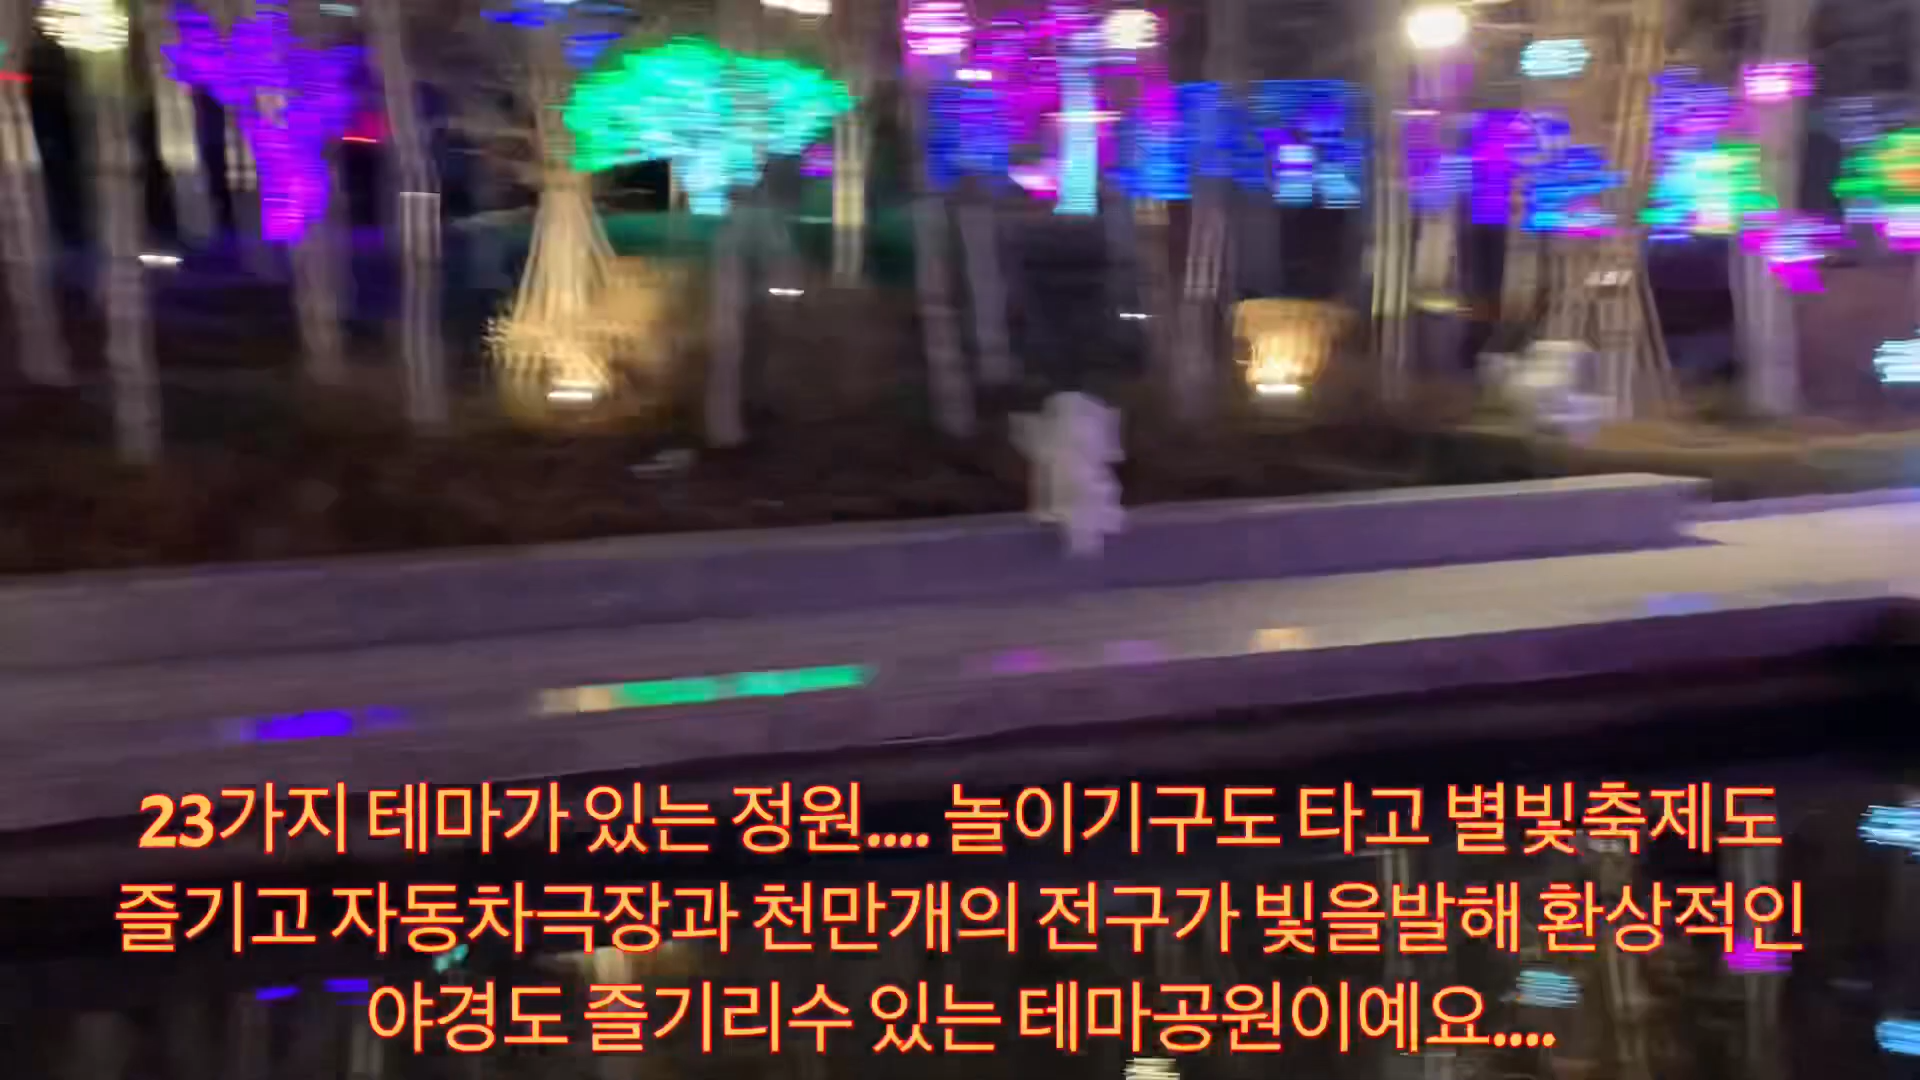 23가지 테마가 있는 정원.... 놀이기구도 타고 별빛축제도
즐기고 자동차극장과 천만개의 전구가 빛을발해 환상적인
야경도 즐기리수 있는 테마공원이예요....